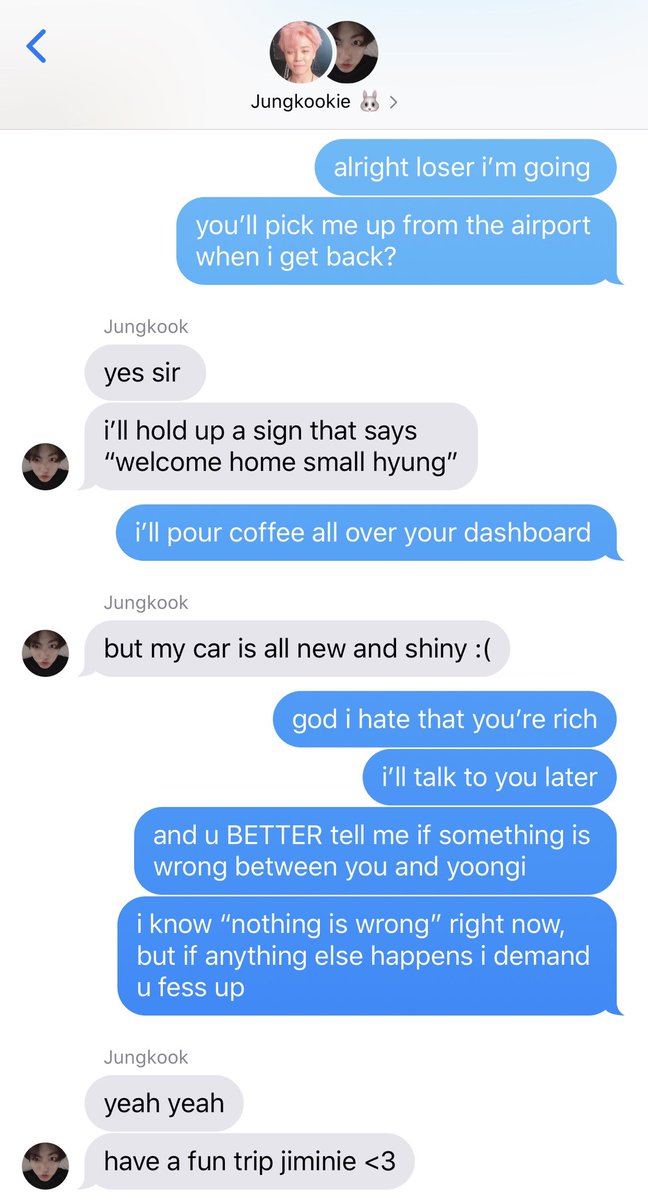 Jungkookie 🐰 >
alright loser i’m going
you’ll pick me up from the airport
when i get back?
Jungkook
yes sir
i’ll hold up a sign that says
“welcome home small hyung”
i’ll pour coffee all over your dashboard
Jungkook
but my car is all new and shiny :(
god i hate that you’re rich
i’ll talk to you later
and u BETTER tell me if something is
wrong between you and yoongi
i know “nothing is wrong” right now,
but if anything else happens i demand
u fess up
Jungkook
yeah yeah
have a fun trip jiminie <3